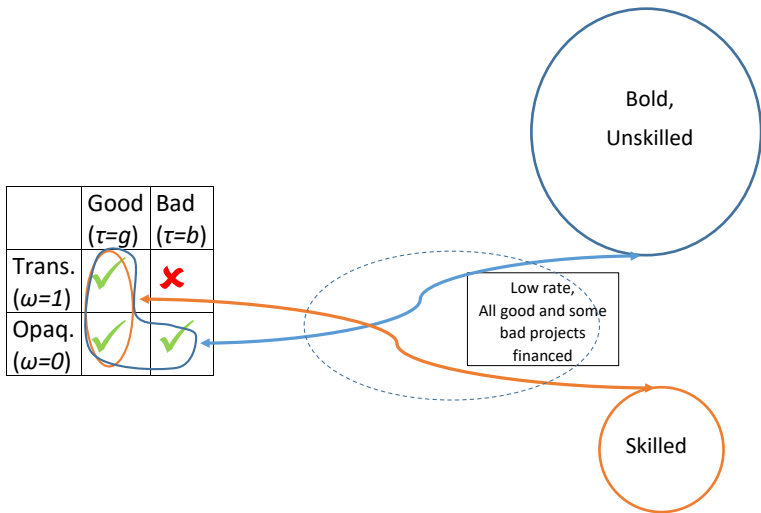 Bold,
Unskilled
Good
(τ=g)
Bad
(τ=b)
Trans.
(ω=1)
Opaq.
(ω=0)
Low rate,
All good and some
bad projects
financed
Skilled